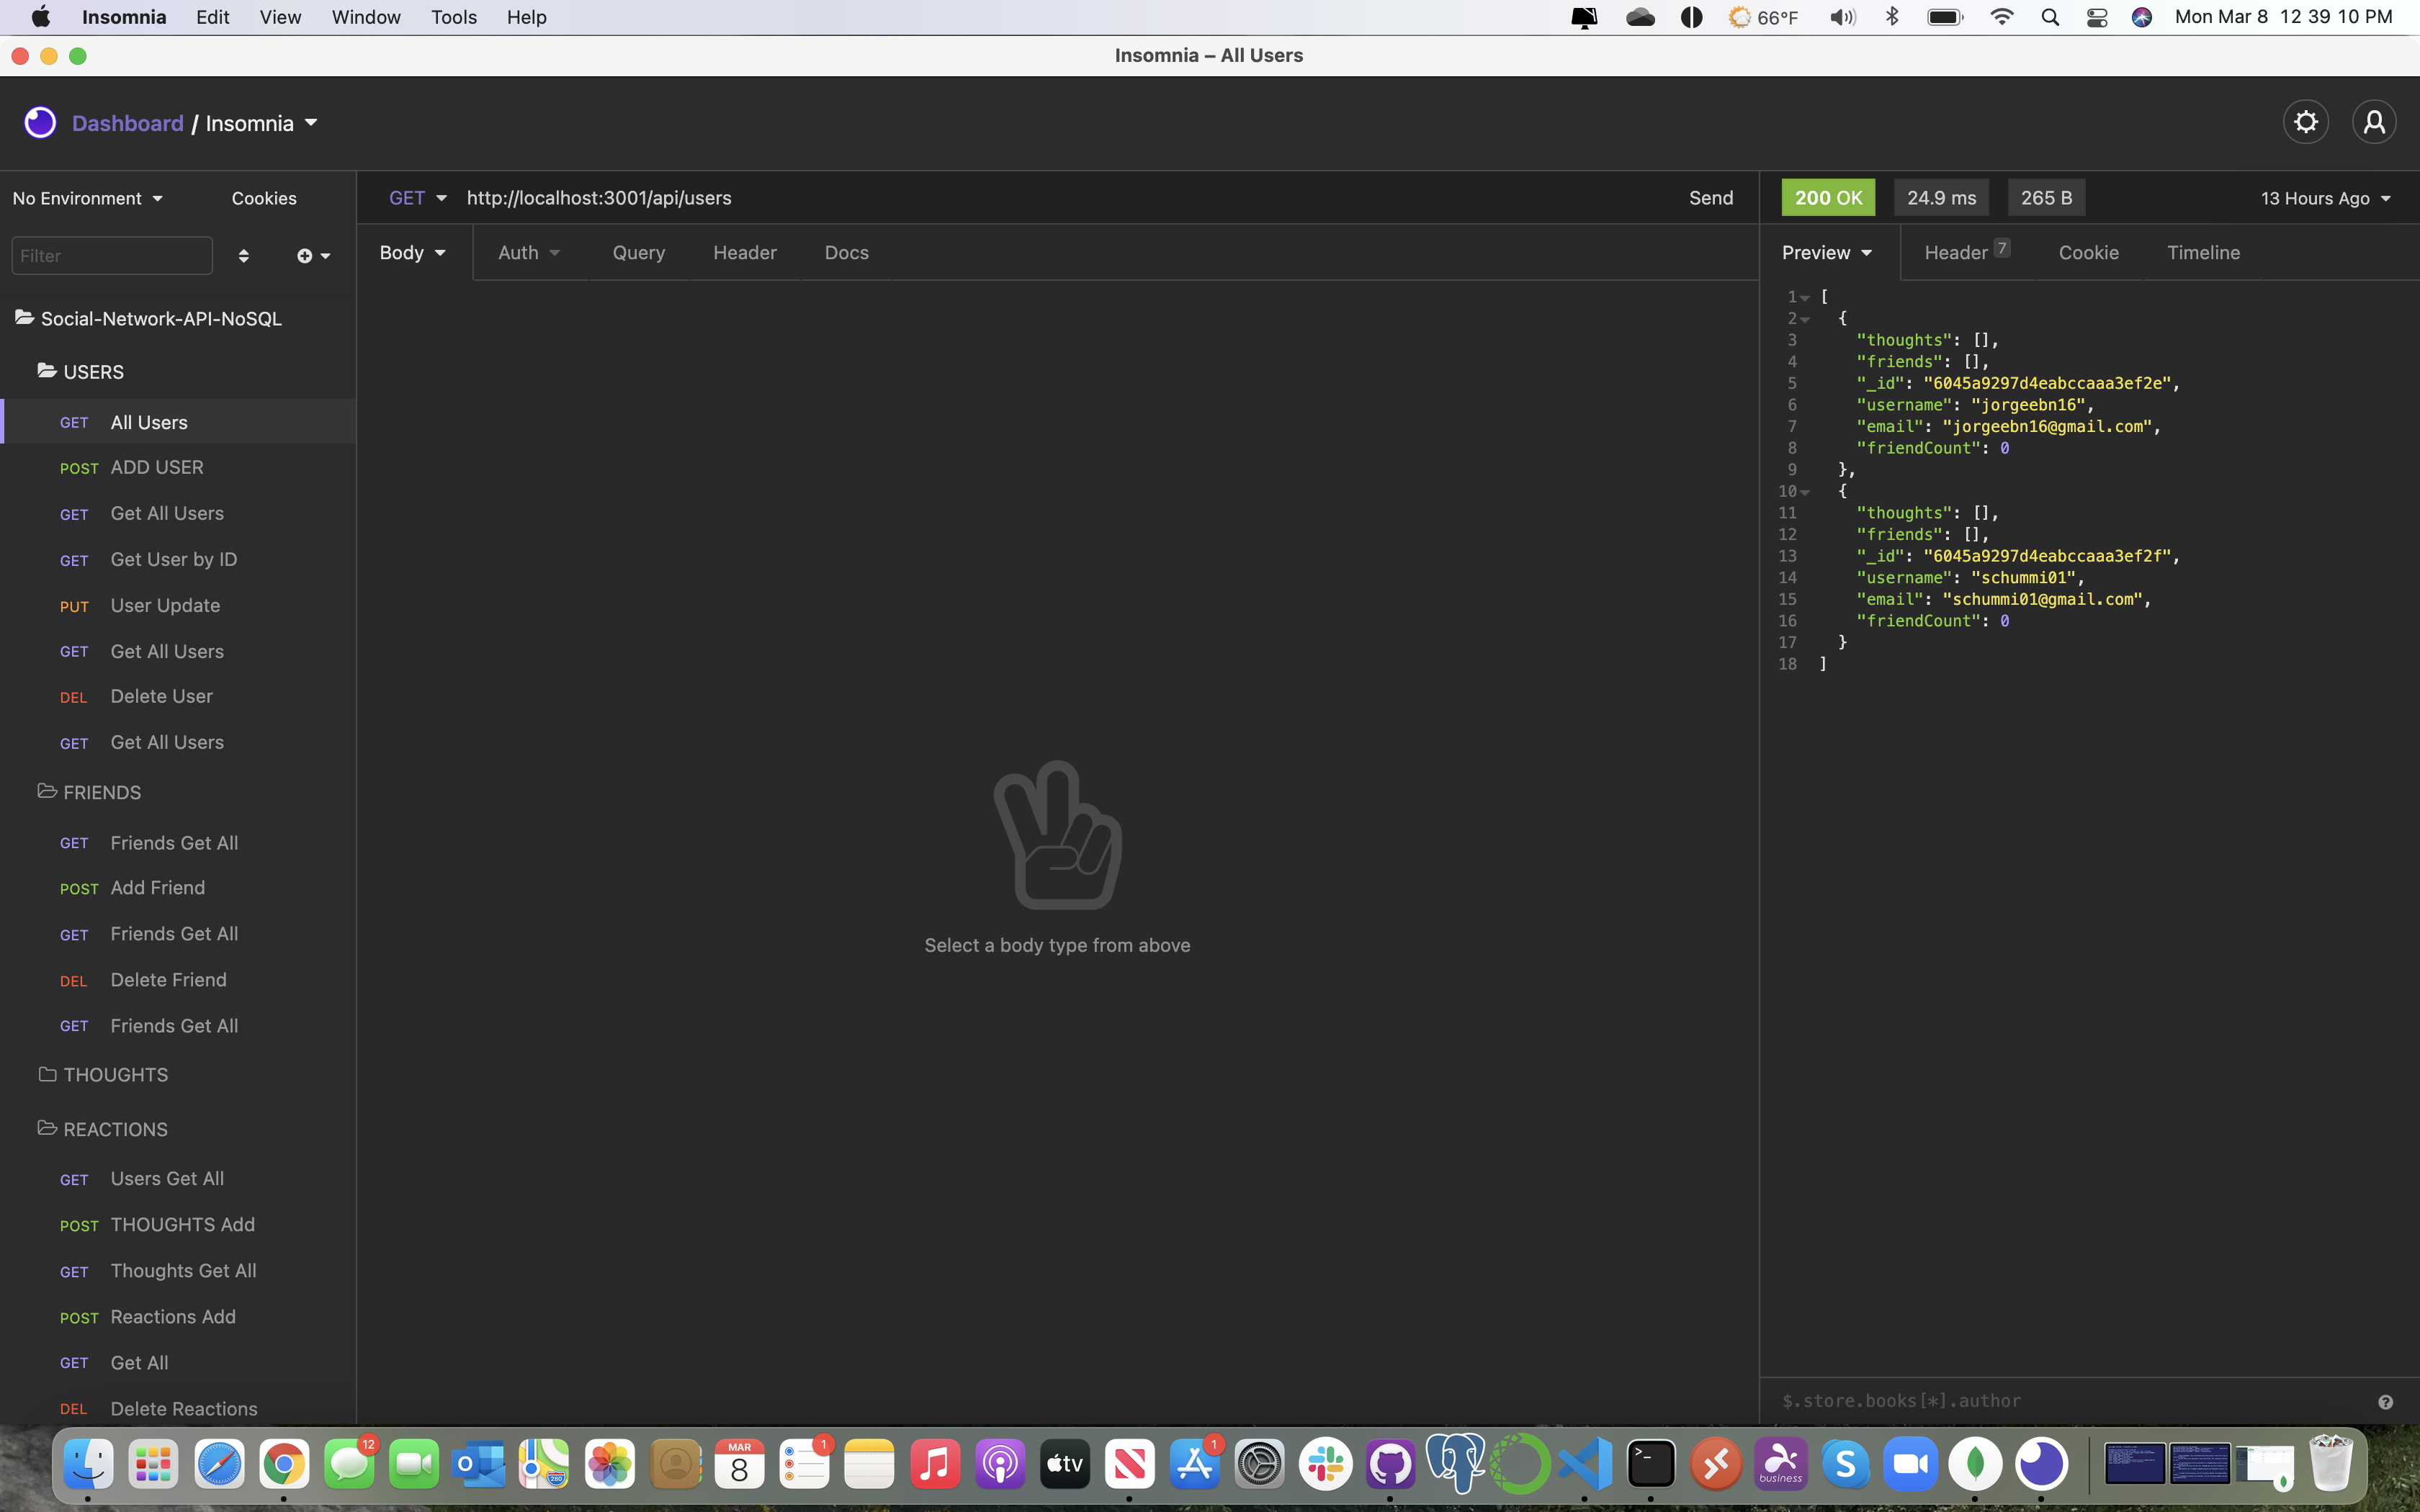 Insomnia Edit View Window Tools Help 66°F Mon Mar 8 12 39 10 PM
Insomnia – All Users
Dashboard / Insomnia
No Environment Cookies
GET http://localhost:3001/api/users Send
200 OK 24.9 ms 265 B 13 Hours Ago
Filter
Body Auth Query Header Docs
Preview Header 7 Cookie Timeline
Social-Network-API-NoSQL
USERS
GET All Users
POST ADD USER
GET Get All Users
GET Get User by ID
PUT User Update
GET Get All Users
DEL Delete User
GET Get All Users
FRIENDS
GET Friends Get All
POST Add Friend
GET Friends Get All
DEL Delete Friend
GET Friends Get All
THOUGHTS
REACTIONS
GET Users Get All
POST THOUGHTS Add
GET Thoughts Get All
POST Reactions Add
GET Get All
DEL Delete Reactions
Select a body type from above
1 [
2 {
3 "thoughts": [],
4 "friends": [],
5 "_id": "6045a9297d4eabccaaa3ef2e",
6 "username": "jorgeebn16",
7 "email": "jorgeebn16@gmail.com",
8 "friendCount": 0
9 },
10 {
11 "thoughts": [],
12 "friends": [],
13 "_id": "6045a9297d4eabccaaa3ef2f",
14 "username": "schummi01",
15 "email": "schummi01@gmail.com",
16 "friendCount": 0
17 }
18 ]
$.store.books[*].author
12
MAR
8
1
tv
1
business